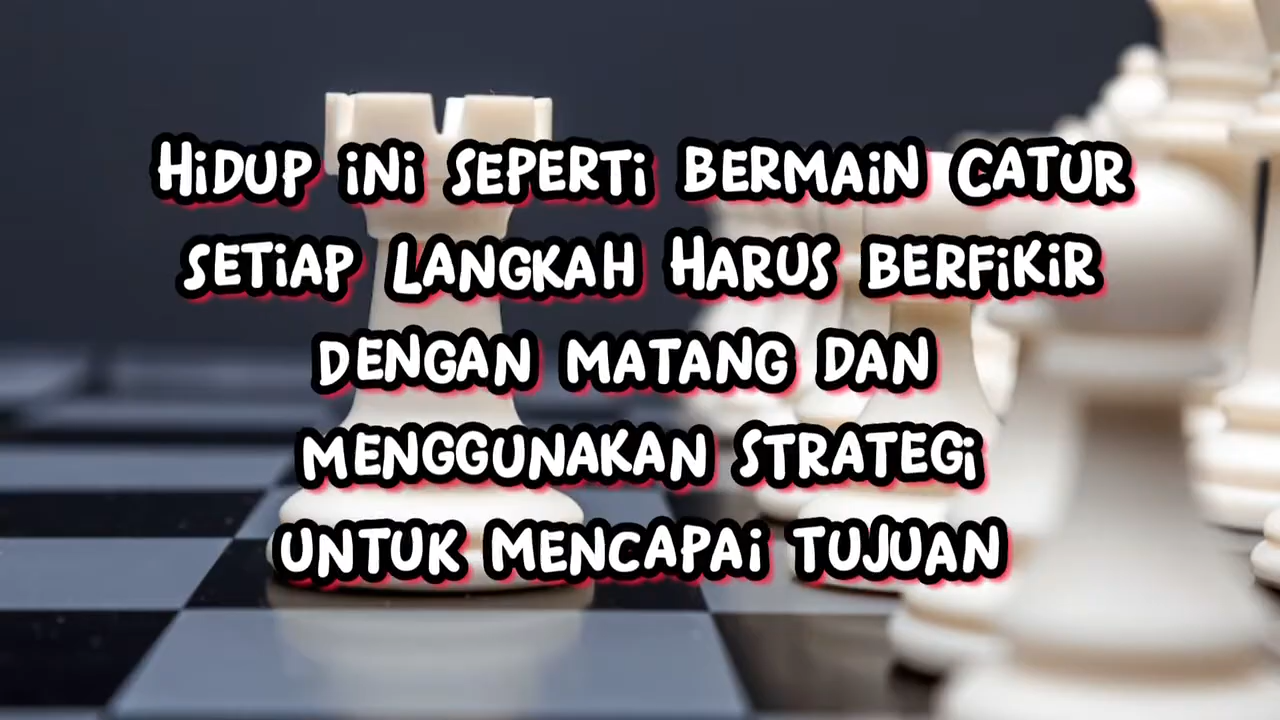 HiDUP iNi SEPERTi BERMAiN CATUR
SETiAP LANGKAH HARUS BERFiKiR
DENGAN MATANG DAN
MENGGUNAKAN STRATEGi
UNTUK MENCAPAi TUJUAN